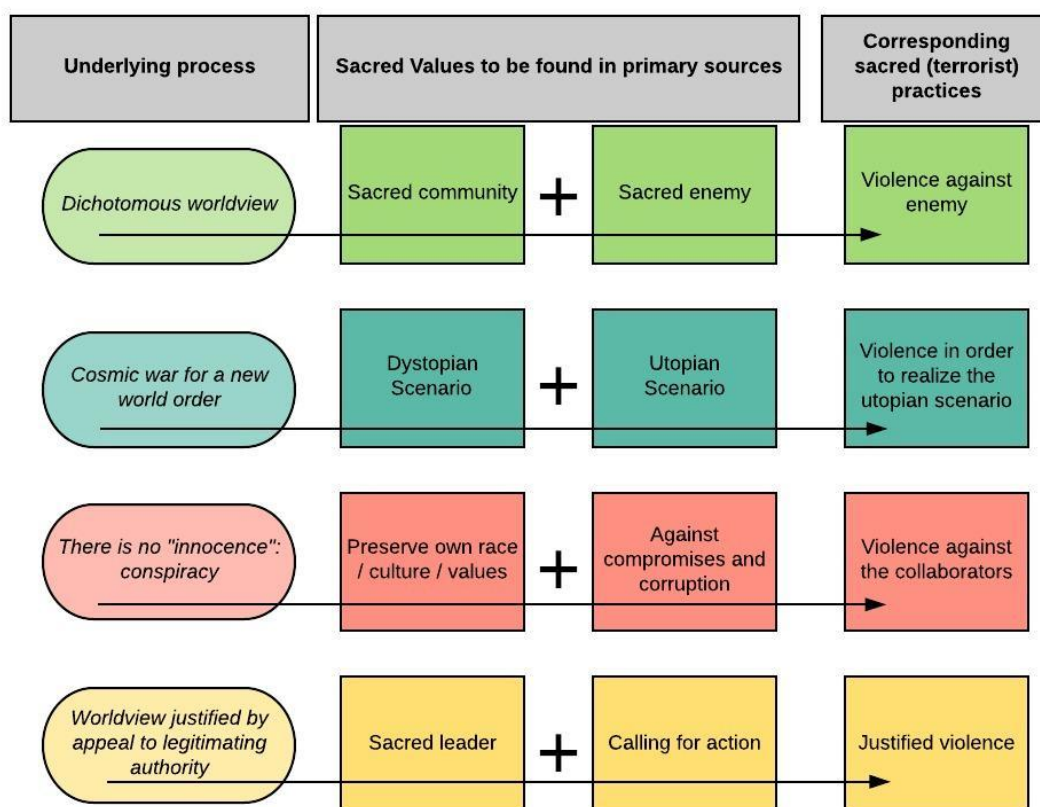 Underlying process
Sacred Values to be found in primary sources
Corresponding
sacred (terrorist)
practices
Dichotomous worldview
Sacred community
+
Sacred enemy
Violence against
enemy
Cosmic war for a new
world order
Dystopian
Scenario
+
Utopian
Scenario
Violence in order
to realize the
utopian scenario
There is no "innocence":
conspiracy
Preserve own race
/ culture / values
+
Against
compromises and
corruption
Violence against
the collaborators
Worldview justified by
appeal to legitimating
authority
Sacred leader
+
Calling for action
Justified violence